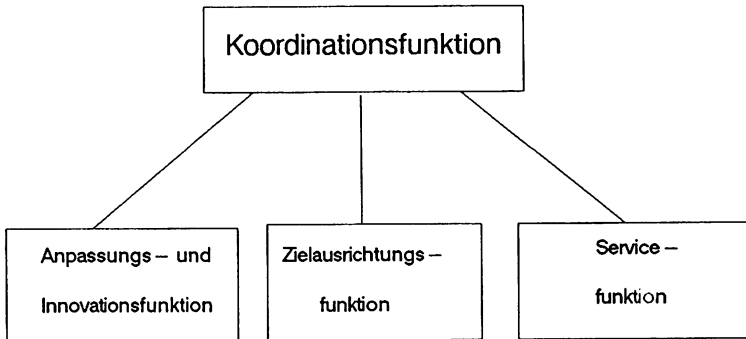 Koordinationsfunktion
Anpassungs – und
Innovationsfunktion
Zielausrichtungs –
funktion
Service –
funktion